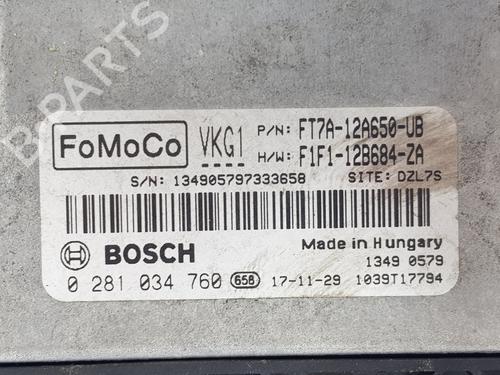 FoMoCo VKG1 P/N: FT7A-12A650-UB
H/W: F1F1-12B684-ZA
S/N: 134905797333658 SITE: DZL7S
BOSCH Made in Hungary
1349 0579
0 281 034 760 658 17-11-29 1039T17794
B-PARTS